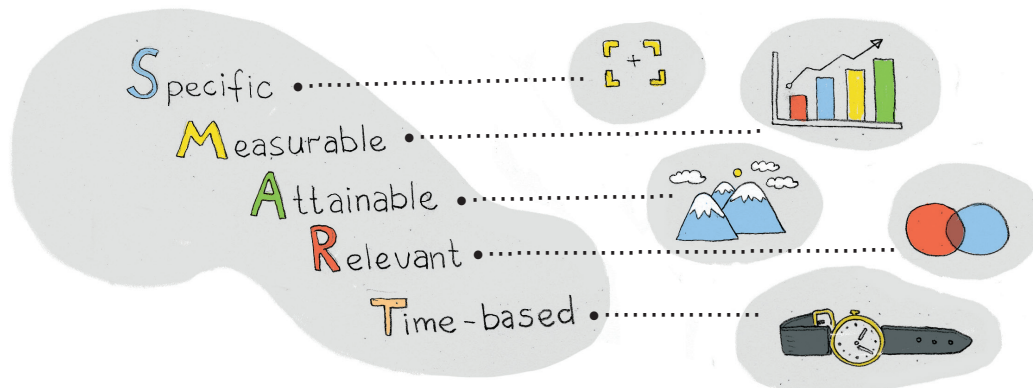 Specific
Measurable
Attainable
Relevant
Time-based